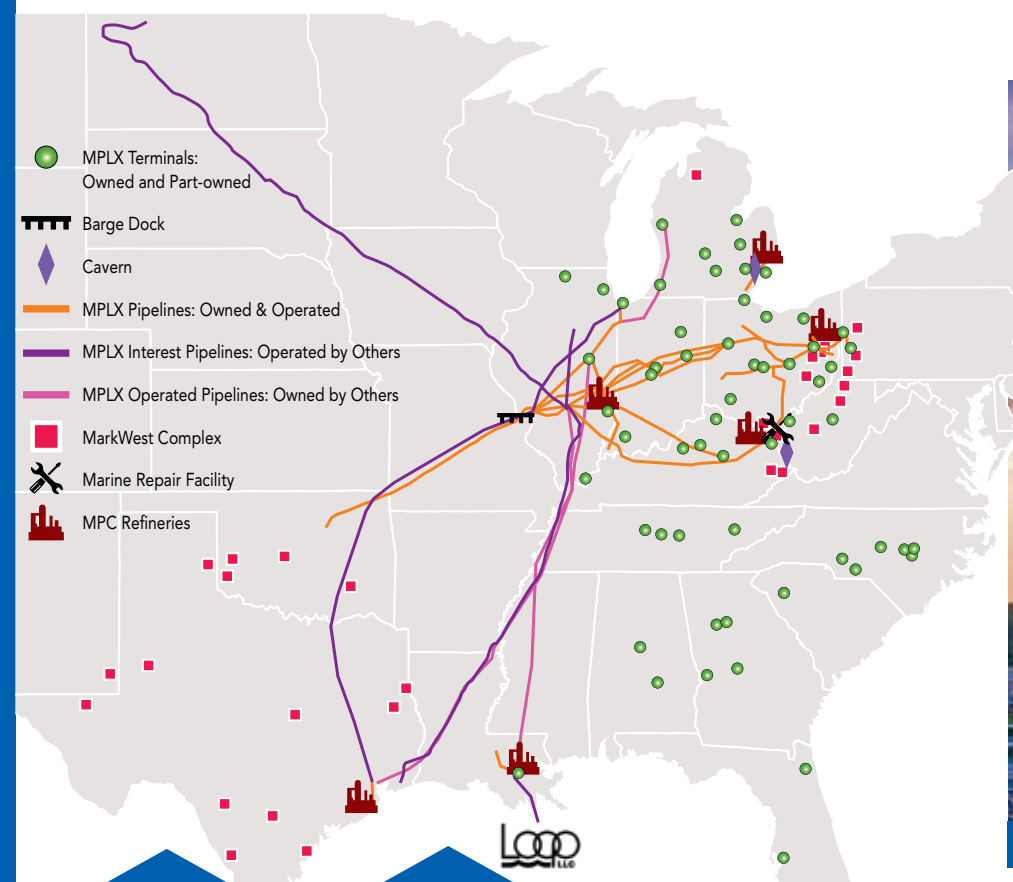 MPLX Terminals:
Owned and Part-owned
Barge Dock
Cavern
MPLX Pipelines: Owned & Operated
MPLX Interest Pipelines: Operated by Others
MPLX Operated Pipelines: Owned by Others
MarkWest Complex
Marine Repair Facility
MPC Refineries
LOOP
LLC